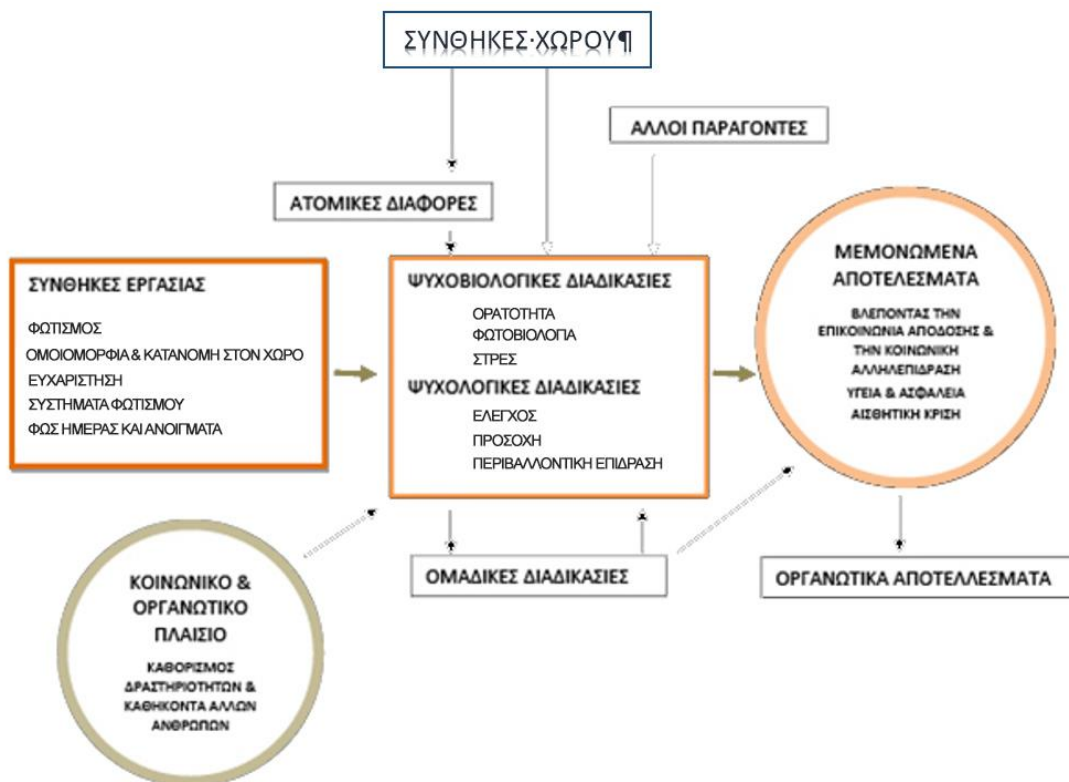 ΣΥΝΘΗΚΕΣ·ΧΩΡΟΥ¶
ΑΛΛΟΙ ΠΑΡΑΓΟΝΤΕΣ
ΑΤΟΜΙΚΕΣ ΔΙΑΦΟΡΕΣ
ΣΥΝΘΗΚΕΣ ΕΡΓΑΣΙΑΣ
ΦΩΤΙΣΜΟΣ
ΟΜΟΙΟΜΟΡΦΙΑ & ΚΑΤΑΝΟΜΗ ΣΤΟΝ ΧΩΡΟ
ΕΥΧΑΡΙΣΤΗΣΗ
ΣΥΣΤΗΜΑΤΑ ΦΩΤΙΣΜΟΥ
ΦΩΣ ΗΜΕΡΑΣ ΚΑΙ ΑΝΟΙΓΜΑΤΑ
ΨΥΧΟΒΙΟΛΟΓΙΚΕΣ ΔΙΑΔΙΚΑΣΙΕΣ
ΟΡΑΤΟΤΗΤΑ
ΦΩΤΟΒΙΟΛΟΓΙΑ
ΣΤΡΕΣ
ΨΥΧΟΛΟΓΙΚΕΣ ΔΙΑΔΙΚΑΣΙΕΣ
ΕΛΕΓΧΟΣ
ΠΡΟΣΟΧΗ
ΠΕΡΙΒΑΛΛΟΝΤΙΚΗ ΕΠΙΔΡΑΣΗ
ΜΕΜΟΝΩΜΕΝΑ
ΑΠΟΤΕΛΕΣΜΑΤΑ
ΒΛΕΠΟΝΤΑΣ ΤΗΝ
ΕΠΙΚΟΙΝΩΝΙΑ ΑΠΟΔΟΣΗΣ &
ΤΗΝ ΚΟΙΝΩΝΙΚΗ
ΑΛΛΗΛΕΠΙΔΡΑΣΗ
ΥΓΕΙΑ & ΑΣΦΑΛΕΙΑ
ΑΙΣΘΗΤΙΚΗ ΚΡΙΣΗ
ΚΟΙΝΩΝΙΚΟ &
ΟΡΓΑΝΩΤΙΚΟ
ΠΛΑΙΣΙΟ
ΚΑΘΟΡΙΣΜΟΣ
ΔΡΑΣΤΗΡΙΟΤΗΤΩΝ &
ΚΑΘΗΚΟΝΤΑ ΑΛΛΩΝ
ΑΝΘΡΩΠΩΝ
ΟΜΑΔΙΚΕΣ ΔΙΑΔΙΚΑΣΙΕΣ
ΟΡΓΑΝΩΤΙΚΑ ΑΠΟΤΕΛΛΕΣΜΑΤΑ